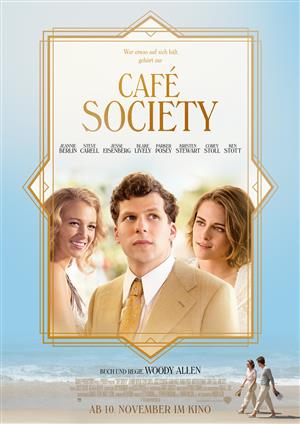 Wer etwas auf sich hält,
gehört zur
CAFÉ
SOCIETY
JEANNIE BERLIN STEVE CARELL JESSE EISENBERG BLAKE LIVELY PARKER POSEY KRISTEN STEWART COREY STOLL KEN STOTT
BUCH UND REGIE WOODY ALLEN
AB 10. NOVEMBER IM KINO